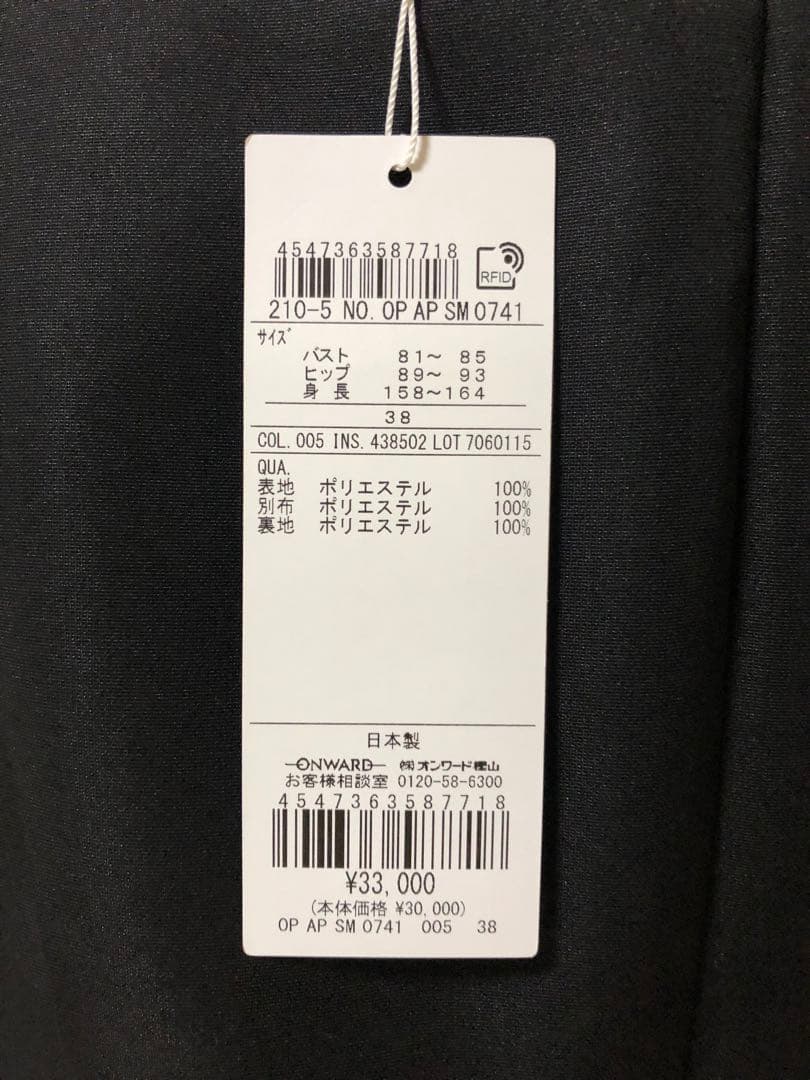 4547363587718
RFID
210-5 NO. OP AP SM 0741
サイズ
バスト 81～ 85
ヒップ 89～ 93
身 長 158～164
38
COL. 005 INS. 438502 LOT 7060115
QUA.
表地 ポリエステル 100%
別布 ポリエステル 100%
裏地 ポリエステル 100%
日本製
ONWARD ㈱オンワード樫山
お客様相談室 0120-58-6300
4547363587718
¥33,000
(本体価格 ¥30,000)
OP AP SM 0741 005 38